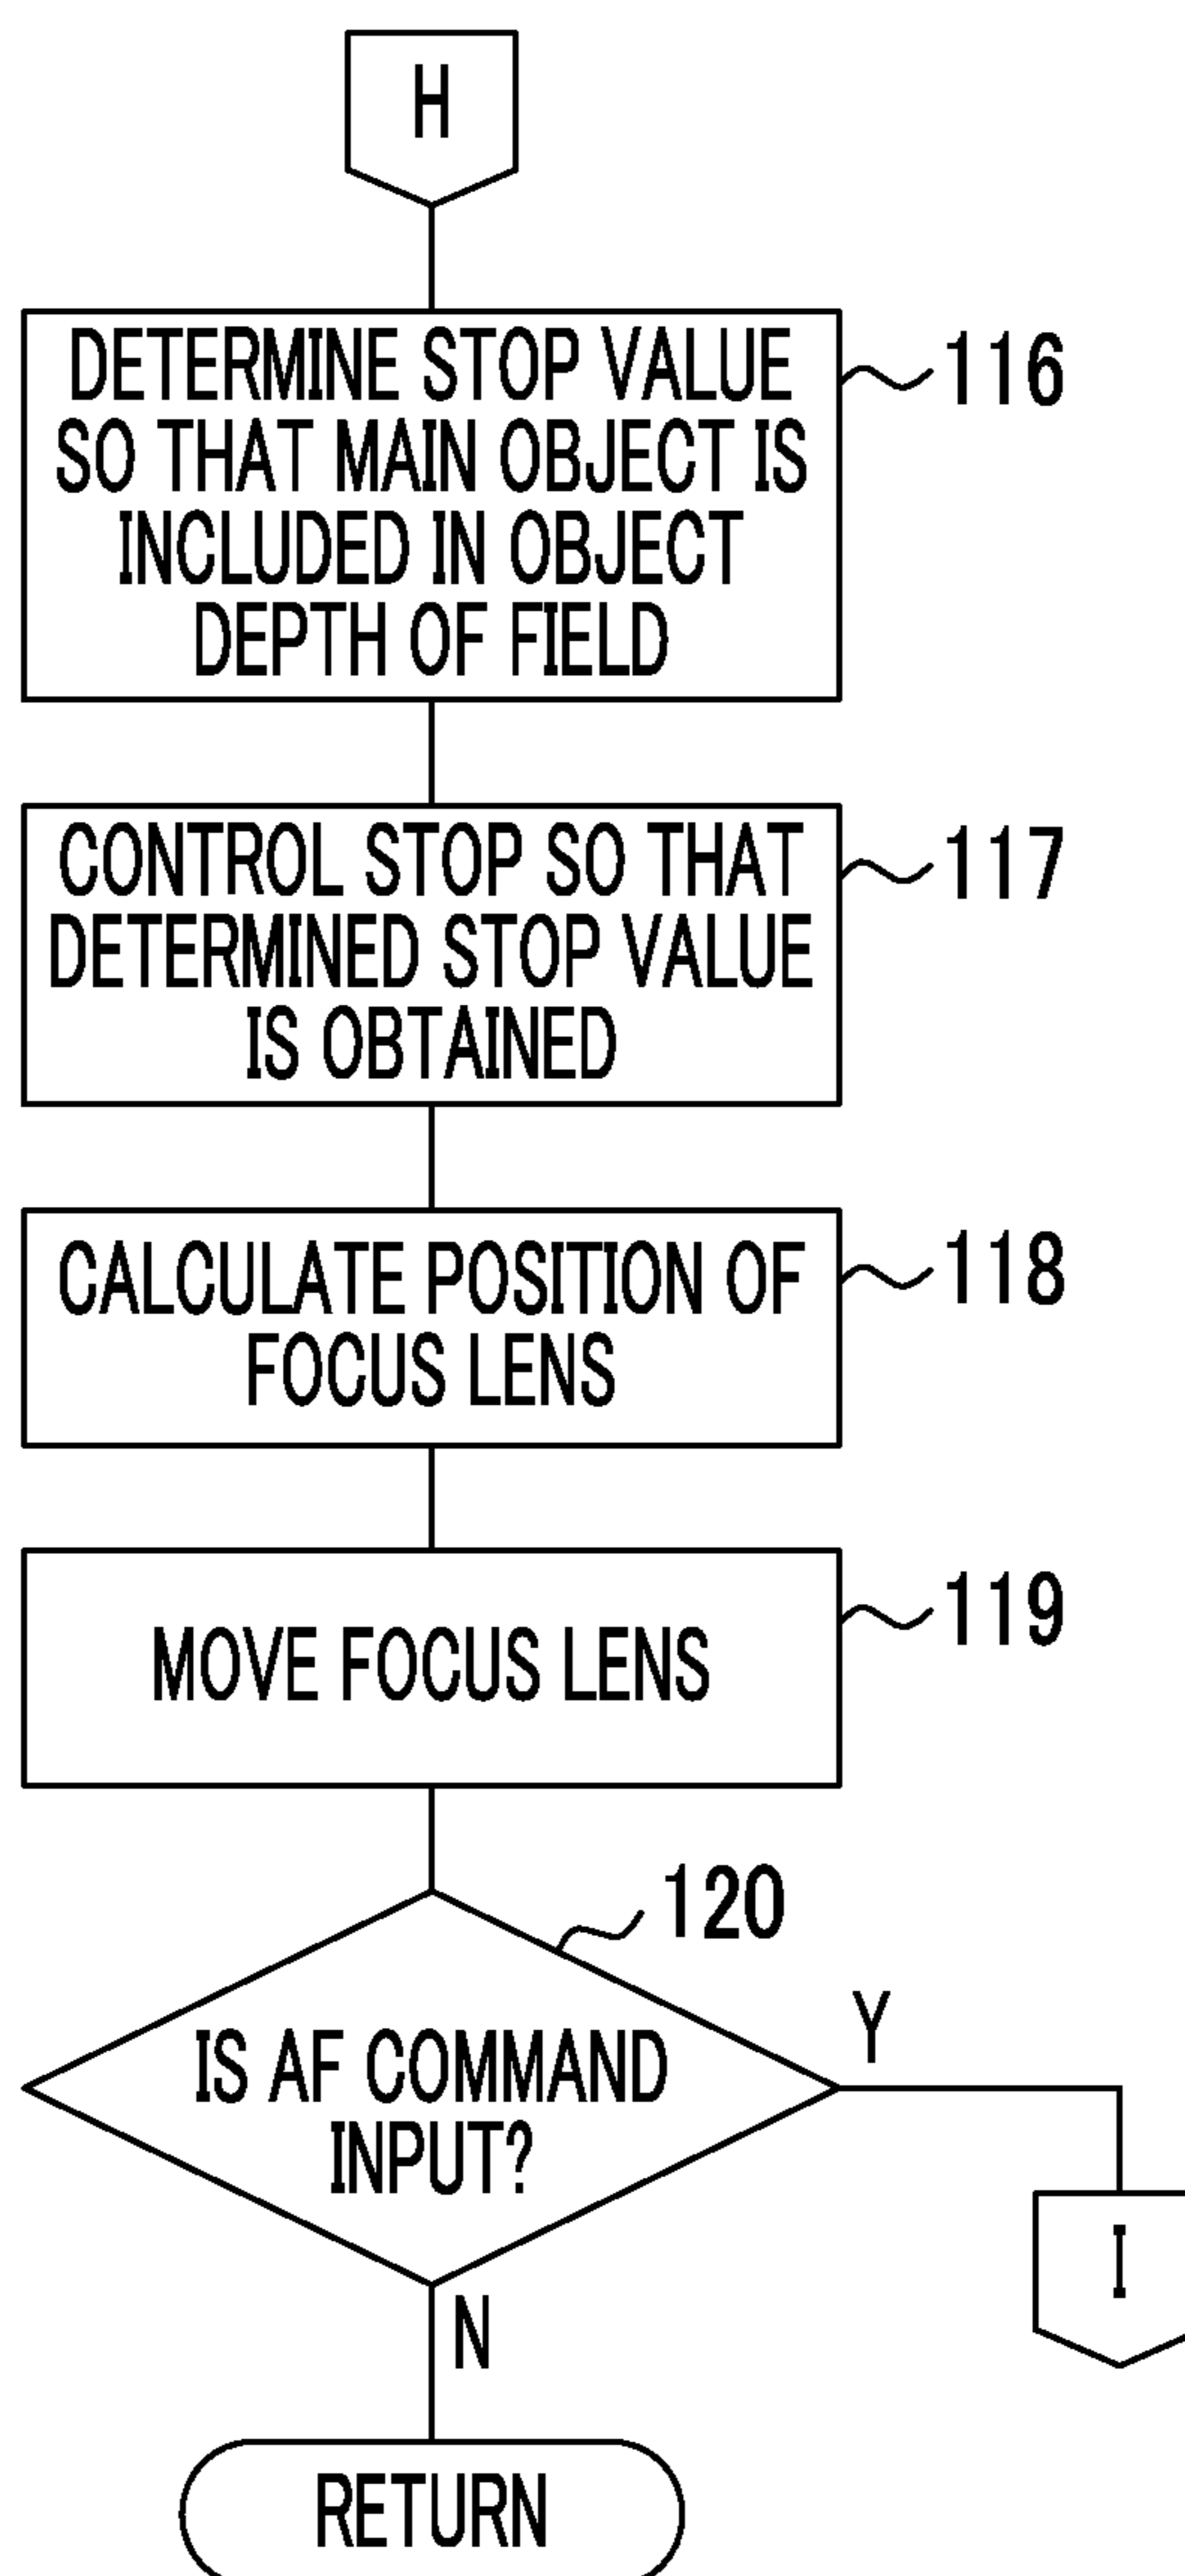 H
DETERMINE STOP VALUE
SO THAT MAIN OBJECT IS
INCLUDED IN OBJECT
DEPTH OF FIELD
116
CONTROL STOP SO THAT
DETERMINED STOP VALUE
IS OBTAINED
117
CALCULATE POSITION OF
FOCUS LENS
118
MOVE FOCUS LENS
119
120
IS AF COMMAND
INPUT?
Y
I
N
RETURN